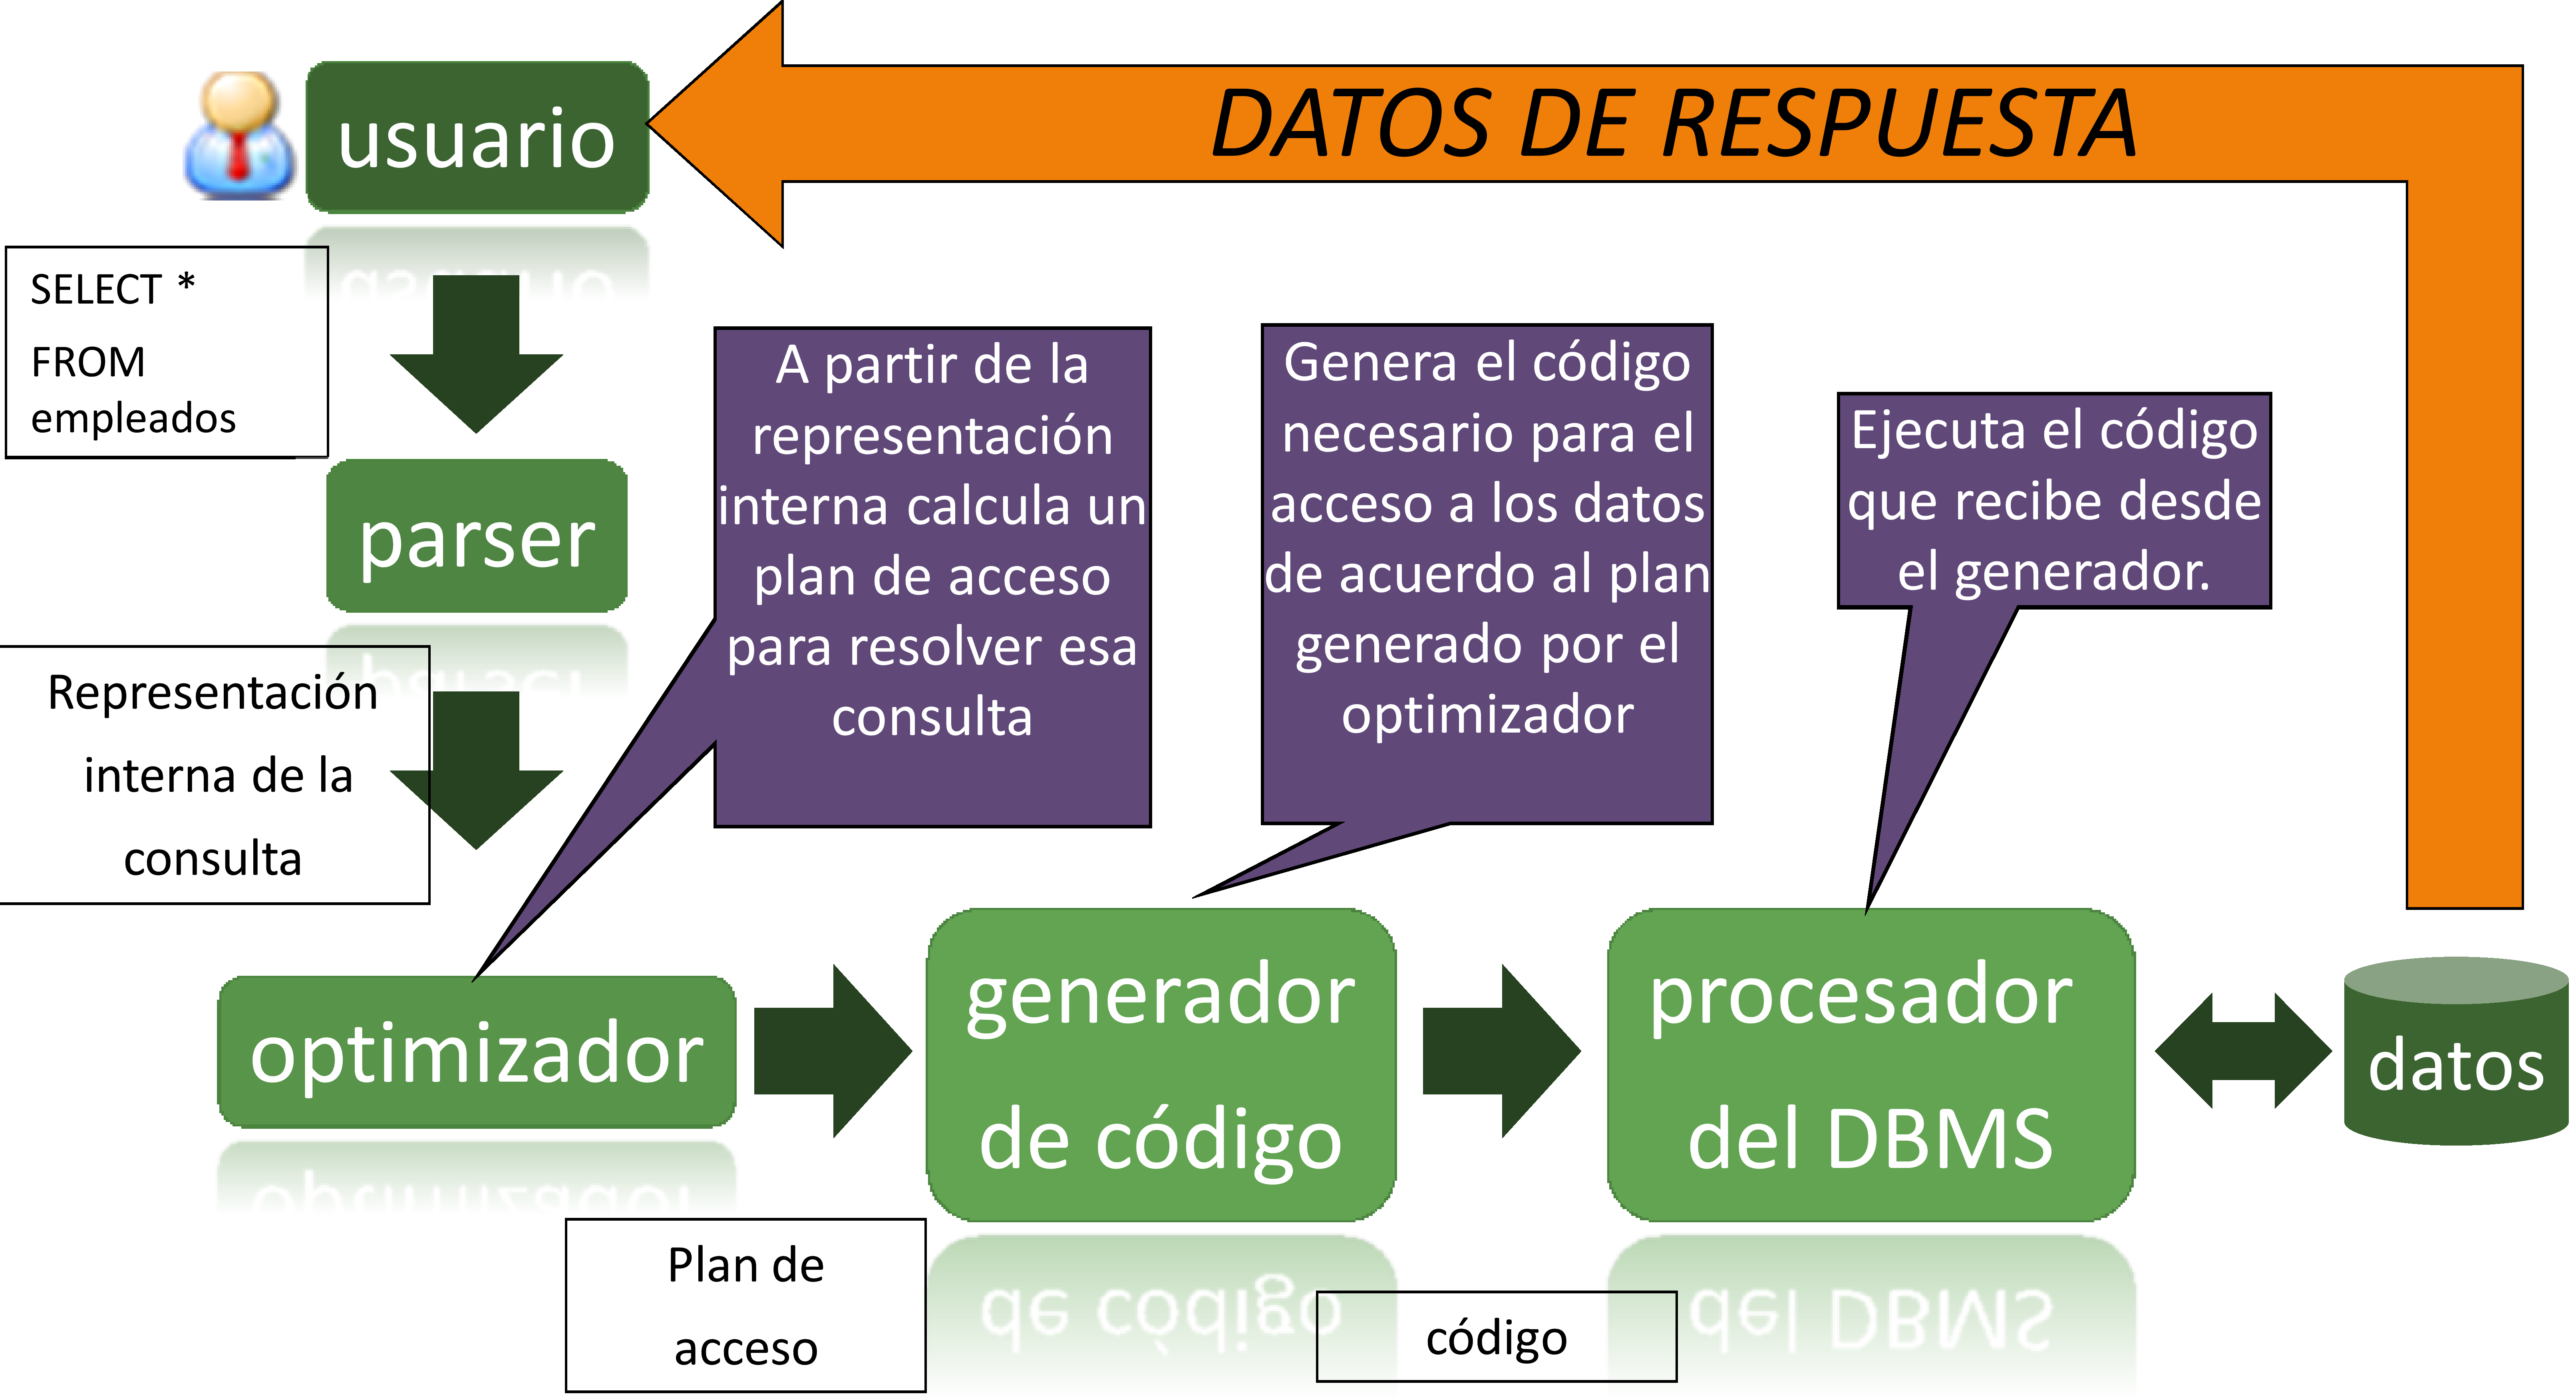 usuario
DATOS DE RESPUESTA
SELECT *
FROM
empleados
parser
Representación
interna de la
consulta
A partir de la
representación
interna calcula un
plan de acceso
para resolver esa
consulta
Genera el código
necesario para el
acceso a los datos
de acuerdo al plan
generado por el
optimizador
Ejecuta el código
que recibe desde
el generador.
optimizador
generador
de código
procesador
del DBMS
datos
Plan de
acceso
código